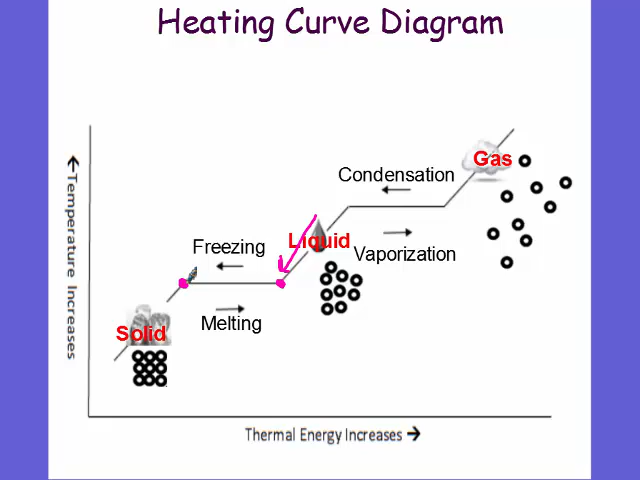 Heating Curve Diagram
Temperature Increases
Gas
Condensation
Liquid
Freezing
Vaporization
Melting
Solid
Thermal Energy Increases